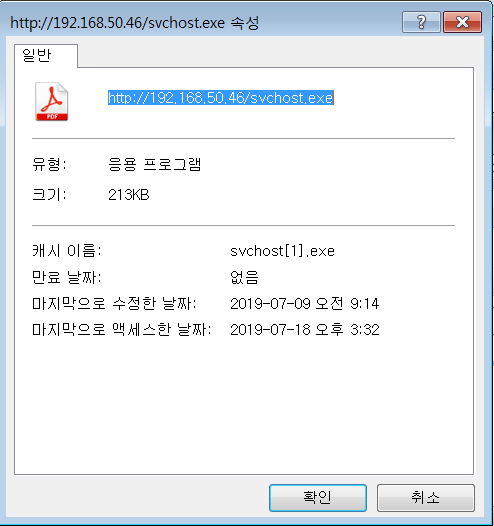 http://192.168.50.46/svchost.exe 속성
일반
PDF
http://192.168.50.46/svchost.exe
유형: 응용 프로그램
크기: 213KB
캐시 이름: svchost[1].exe
만료 날짜: 없음
마지막으로 수정한 날짜: 2019-07-09 오전 9:14
마지막으로 액세스한 날짜: 2019-07-18 오후 3:32
확인 취소